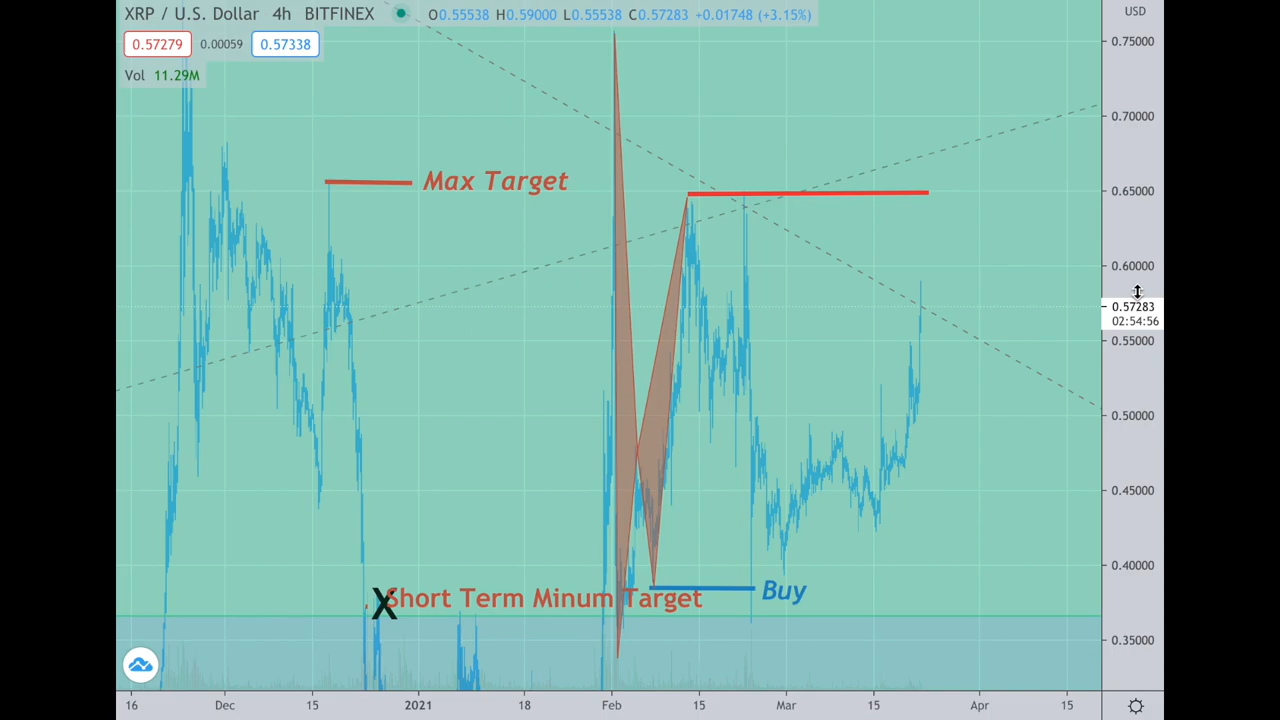 XRP / U.S. Dollar 4h BITFINEX O0.55538 H0.59000 L0.55538 C0.57283 +0.01748 (+3.15%)
USD
0.57279 0.00059 0.57338
Vol 11.29M
0.75000
0.70000
Max Target
0.65000
0.60000
0.57283
02:54:56
0.55000
0.50000
0.45000
0.40000
Buy
X Short Term Minum Target
0.35000
16 Dec 15 2021 18 Feb 15 Mar 15 Apr 15